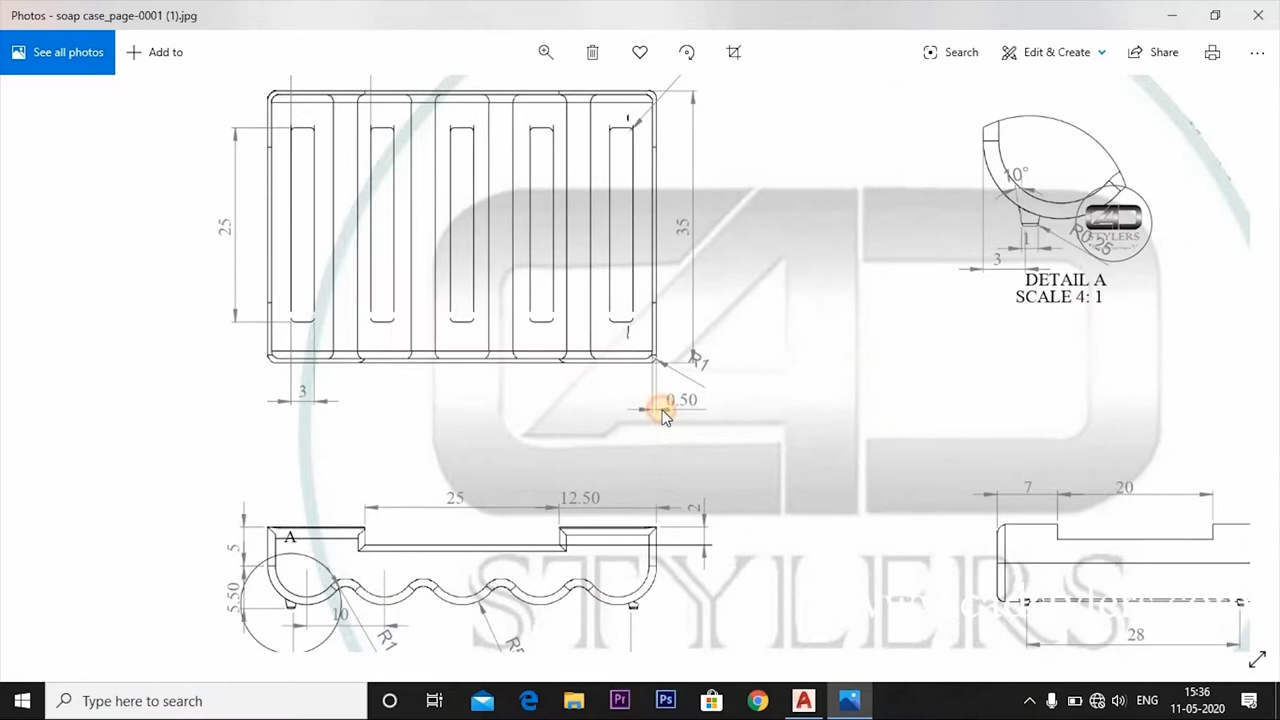 Photos - soap case_page-0001 (1).jpg
See all photos
Add to
Search
Edit & Create
Share
25
35
3
R1
0.50
10°
R0.25
1
3
STYLERS
DETAIL A
SCALE 4: 1
25
12.50
2
A
5
5.50
10
R1
7
20
28
STYLERS
Type here to search
ENG
15:36
11-05-2020